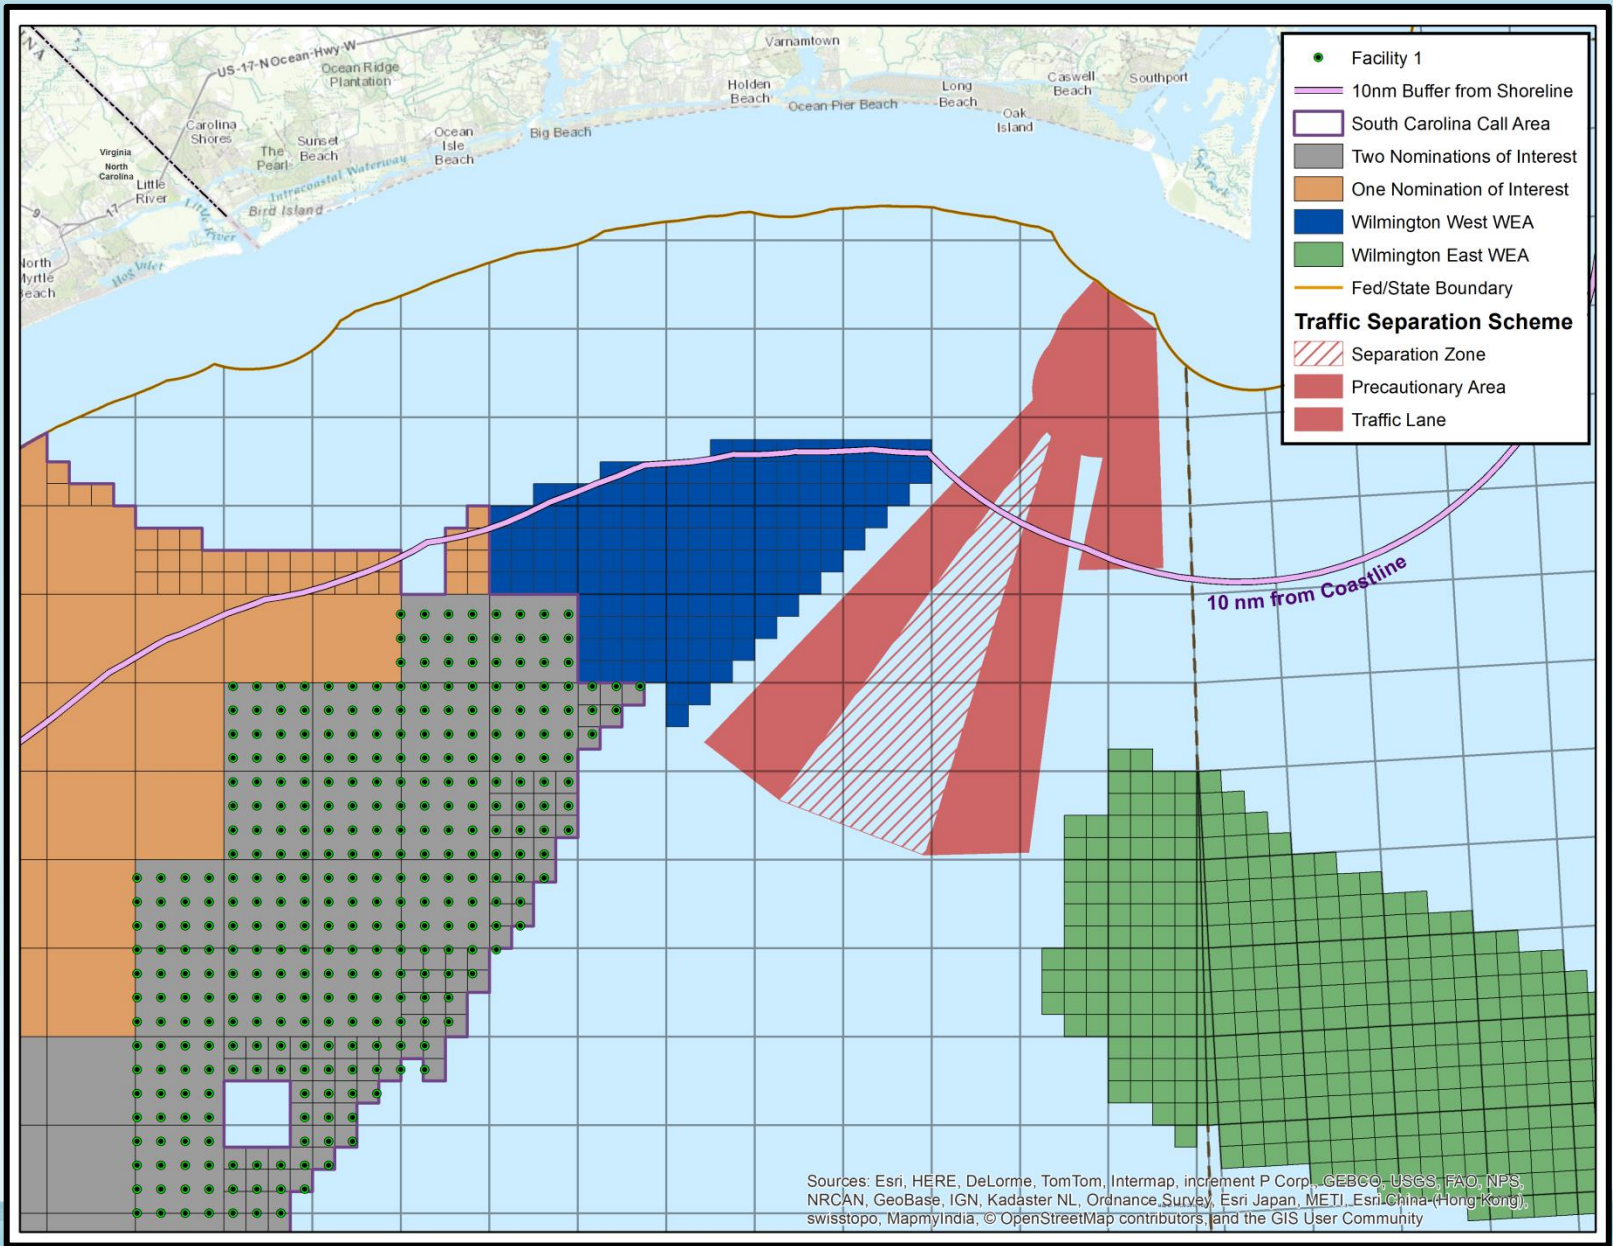 NA
US-17-N Ocean-Hwy-W
Ocean Ridge
Plantation
Varnamtown
Holden
Beach
Ocean Pier Beach
Long
Beach
Caswell
Beach
Southport
Oak
Island
Carolina
Shores
The
Pearl
Sunset
Beach
Ocean
Isle
Beach
Big Beach
Virginia
North
Carolina
Little
River
Intracoastal Waterway
Bird Island
Little
River
9
17
Hog Inlet
North
Myrtle
Beach
Creek
Facility 1
10nm Buffer from Shoreline
South Carolina Call Area
Two Nominations of Interest
One Nomination of Interest
Wilmington West WEA
Wilmington East WEA
Fed/State Boundary
Traffic Separation Scheme
Separation Zone
Precautionary Area
Traffic Lane
10 nm from Coastline
Sources: Esri, HERE, DeLorme, TomTom, Intermap, increment P Corp., GEBCO, USGS, FAO, NPS,
NRCAN, GeoBase, IGN, Kadaster NL, Ordnance Survey, Esri Japan, METI, Esri China (Hong Kong),
swisstopo, MapmyIndia, © OpenStreetMap contributors, and the GIS User Community